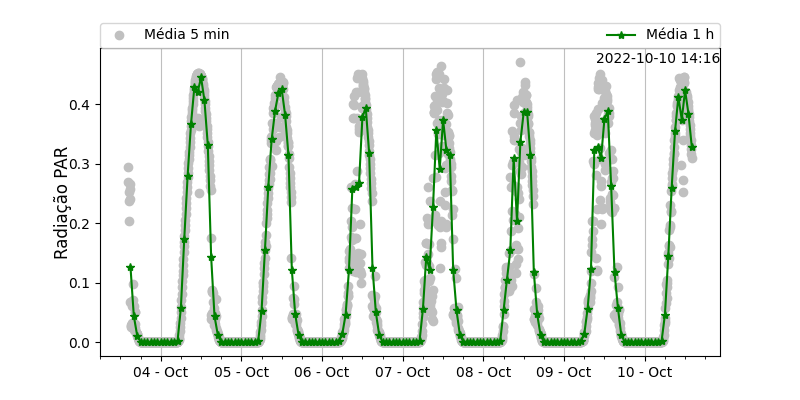 Média 5 min
Média 1 h
2022-10-10 14:16
Radiação PAR
0.4
0.3
0.2
0.1
0.0
04 - Oct
05 - Oct
06 - Oct
07 - Oct
08 - Oct
09 - Oct
10 - Oct